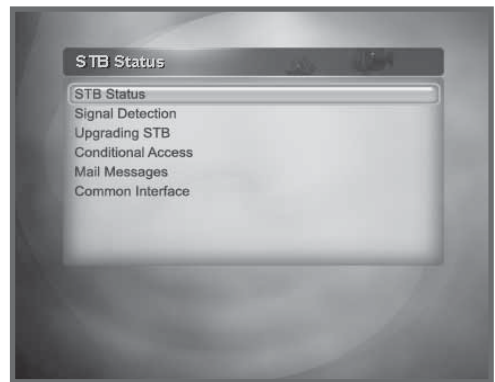 STB Status
STB Status
Signal Detection
Upgrading STB
Conditional Access
Mail Messages
Common Interface